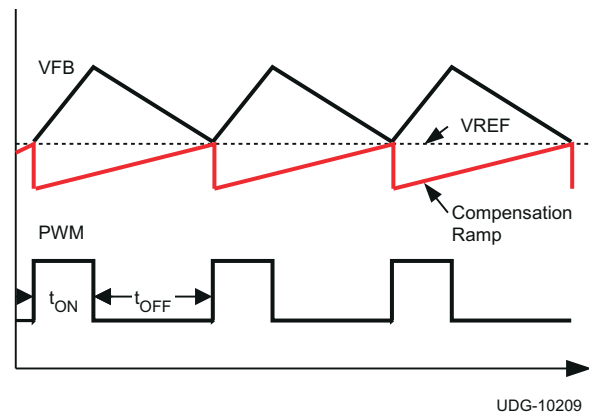 VFB
VREF
Compensation
Ramp
PWM
tON
tOFF
UDG-10209